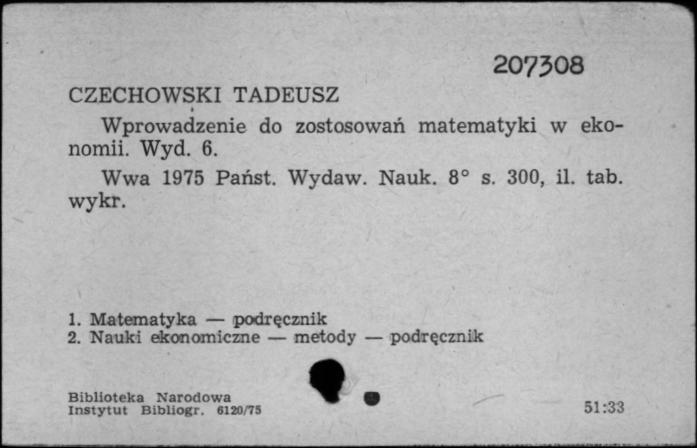 207308
CZECHOWSKI TADEUSZ
Wprowadzenie do zostosowań matematyki w eko-
nomii. Wyd. 6.
Wwa 1975 Państ. Wydaw. Nauk. 8° s. 300, il. tab.
wykr.
1. Matematyka — podręcznik
2. Nauki ekonomiczne — metody — podręcznik
Biblioteka Narodowa
Instytut Bibliogr. 6120/75
51:33